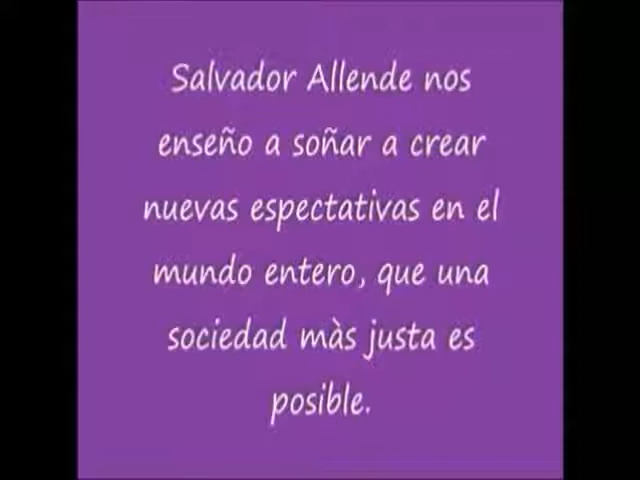 Salvador Allende nos
enseño a soñar a crear
nuevas espectativas en el
mundo entero, que una
sociedad màs justa es
posible.